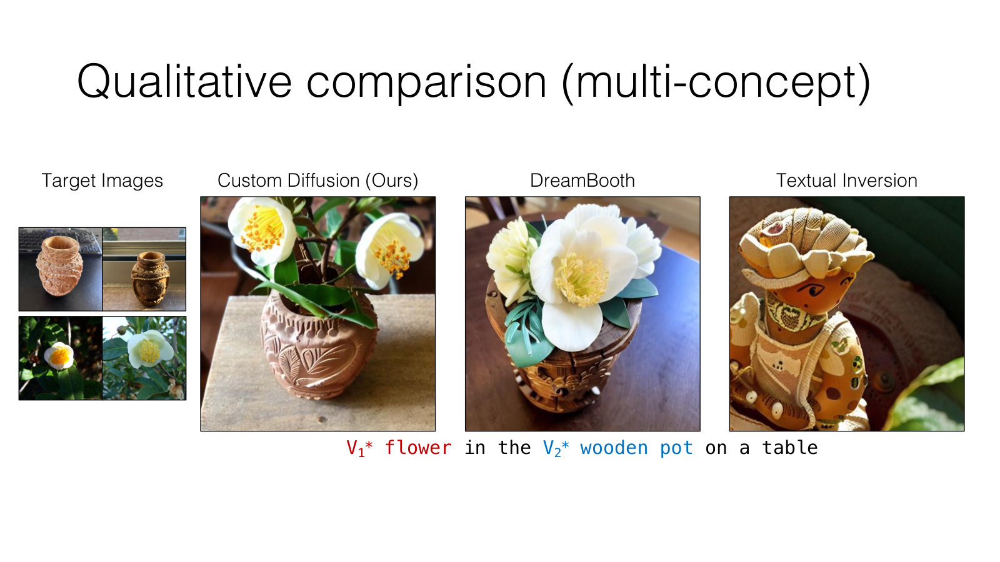 Qualitative comparison (multi-concept)
Target Images
Custom Diffusion (Ours)
DreamBooth
Textual Inversion
V₁* flower in the V₂* wooden pot on a table